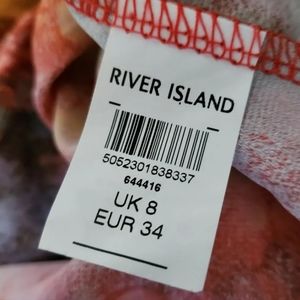 RIVER ISLAND
5052301838337
644416
UK 8
EUR 34